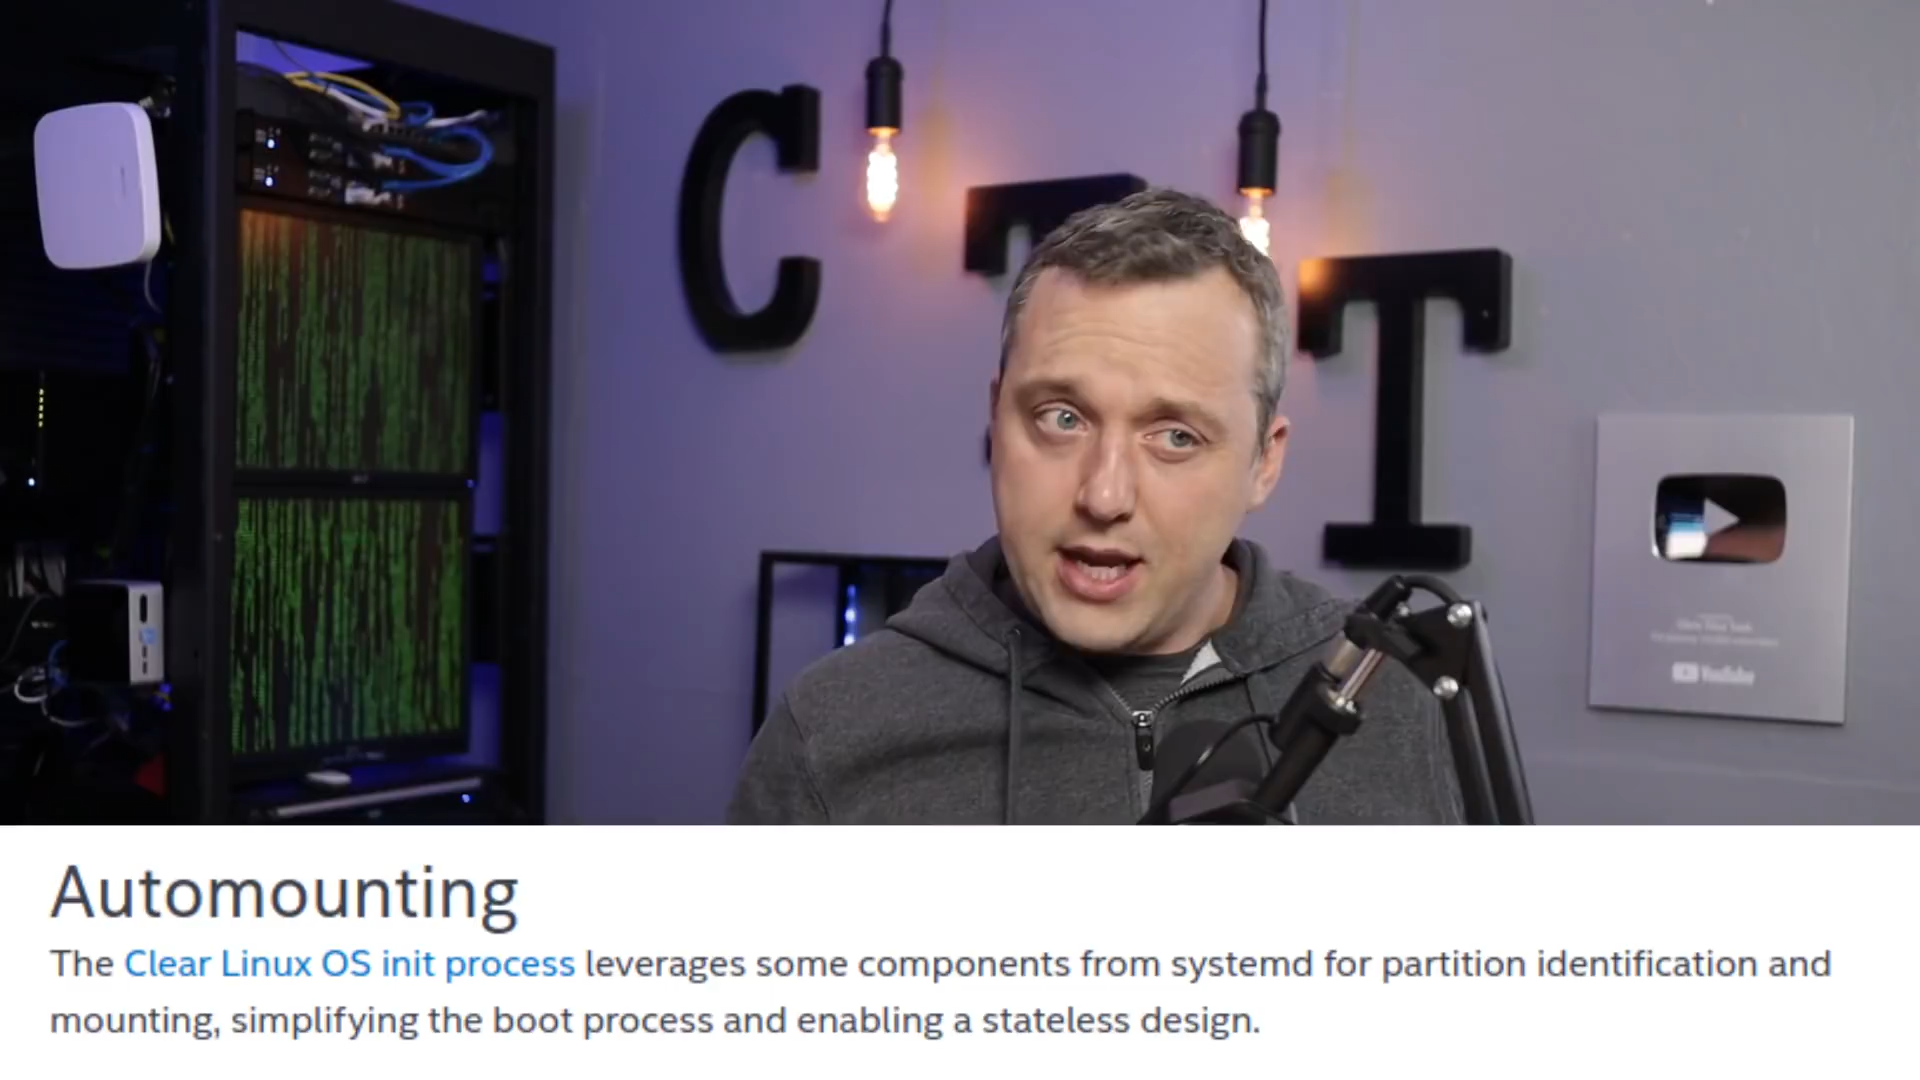 C T T
YouTube
Automounting
The Clear Linux OS init process leverages some components from systemd for partition identification and
mounting, simplifying the boot process and enabling a stateless design.